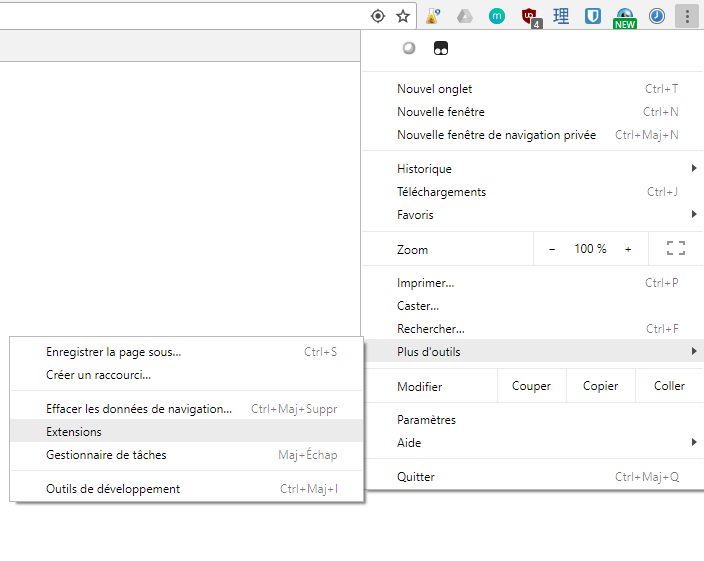 m
4
理
NEW
Nouvel onglet Ctrl+T
Nouvelle fenêtre Ctrl+N
Nouvelle fenêtre de navigation privée Ctrl+Maj+N
Historique
Téléchargements Ctrl+J
Favoris
Zoom - 100 % +
Imprimer... Ctrl+P
Caster...
Rechercher... Ctrl+F
Plus d'outils
Modifier Couper Copier Coller
Paramètres
Aide
Quitter Ctrl+Maj+Q
Enregistrer la page sous... Ctrl+S
Créer un raccourci...
Effacer les données de navigation... Ctrl+Maj+Suppr
Extensions
Gestionnaire de tâches Maj+Échap
Outils de développement Ctrl+Maj+I